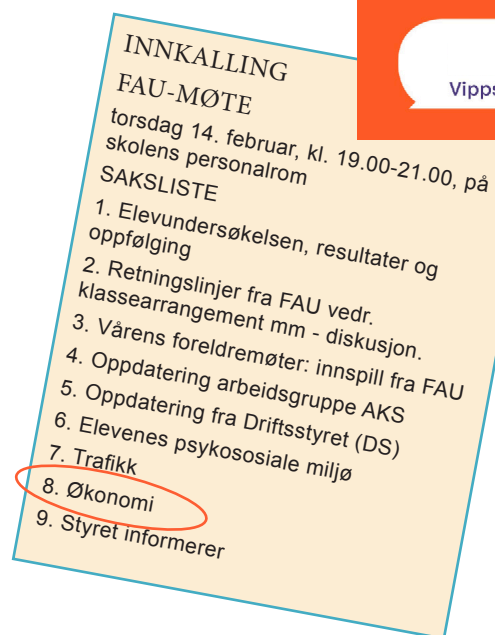 INNKALLING
FAU-MØTE
torsdag 14. februar, kl. 19.00-21.00, på
skolens personalrom
SAKSLISTE
1. Elevundersøkelsen, resultater og
oppfølging
2. Retningslinjer fra FAU vedr.
klassearrangement mm - diskusjon.
3. Vårens foreldremøter: innspill fra FAU
4. Oppdatering arbeidsgruppe AKS
5. Oppdatering fra Driftsstyret (DS)
6. Elevenes psykososiale miljø
7. Trafikk
8. Økonomi
9. Styret informerer
Vipps